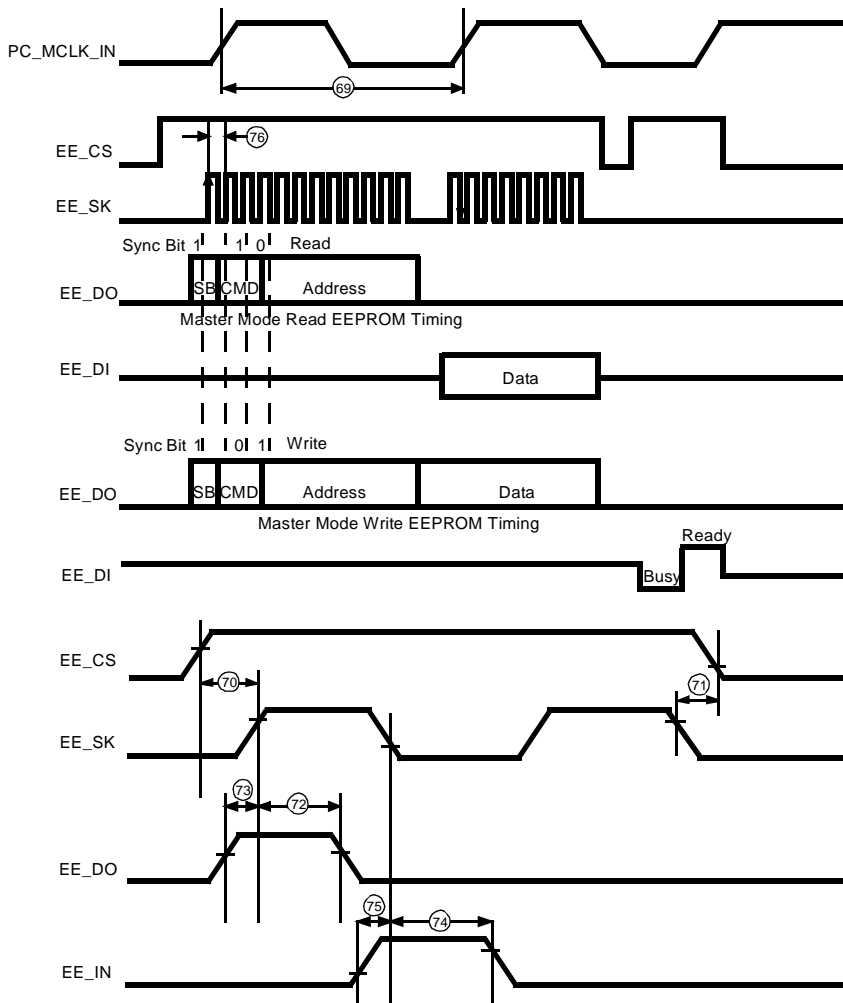 PC_MCLK_IN
69
EE_CS
76
EE_SK
Sync Bit 1 1 0 Read
EE_DO
SB CMD Address
Master Mode Read EEPROM Timing
EE_DI
Data
Sync Bit 1 0 1 Write
EE_DO
SB CMD Address Data
Master Mode Write EEPROM Timing
Ready
EE_DI
Busy
EE_CS
70
71
EE_SK
73
72
EE_DO
75
74
EE_IN